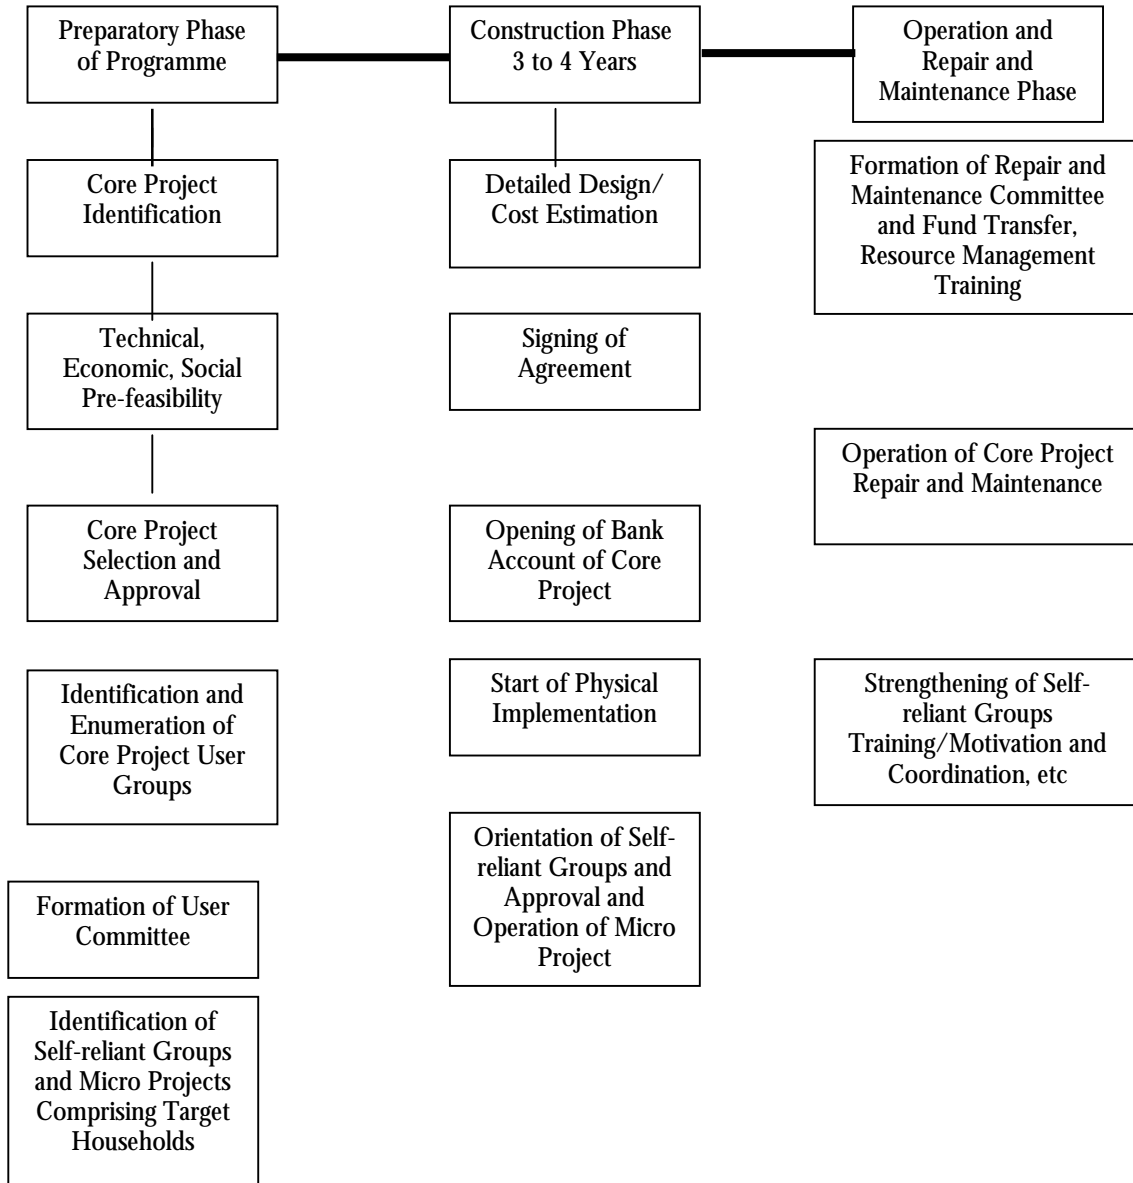 Preparatory Phase
of Programme
Construction Phase
3 to 4 Years
Operation and
Repair and
Maintenance Phase
Core Project
Identification
Technical,
Economic, Social
Pre-feasibility
Core Project
Selection and
Approval
Identification and
Enumeration of
Core Project User
Groups
Formation of User
Committee
Identification of
Self-reliant Groups
and Micro Projects
Comprising Target
Households
Detailed Design/
Cost Estimation
Signing of
Agreement
Opening of Bank
Account of Core
Project
Start of Physical
Implementation
Orientation of Self-
reliant Groups and
Approval and
Operation of Micro
Project
Formation of Repair and
Maintenance Committee
and Fund Transfer,
Resource Management
Training
Operation of Core Project
Repair and Maintenance
Strengthening of Self-
reliant Groups
Training/Motivation and
Coordination, etc